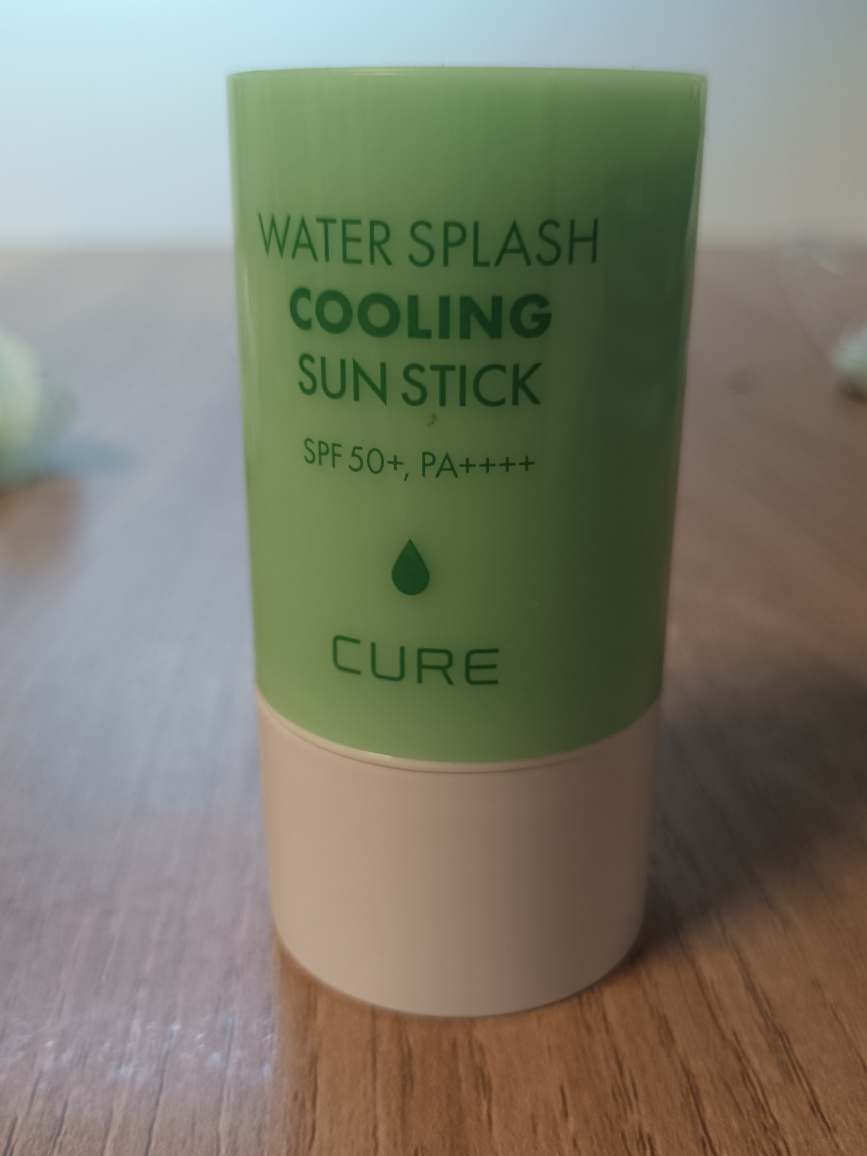 WATER SPLASH
COOLING
SUN STICK
SPF 50+, PA++++
CURE